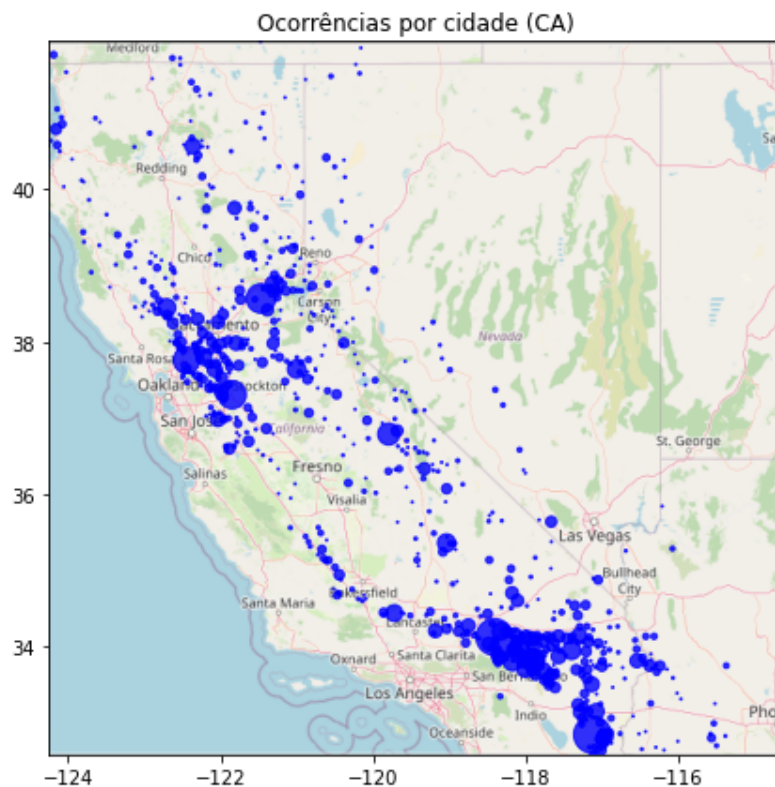 Ocorrências por cidade (CA)
Medford
Redding
40
Chico
Reno
Carson
City
Sacramento
38
Nevada
Santa Rosa
Oakland
Stockton
San Jose
California
St. George
Fresno
Salinas
36
Visalia
Las Vegas
Bullhead
City
Bakersfield
Santa Maria
Lancaster
34
Oxnard
Santa Clarita
San Bernardino
Los Angeles
Indio
Pho
Oceanside
−124
−122
−120
−118
−116